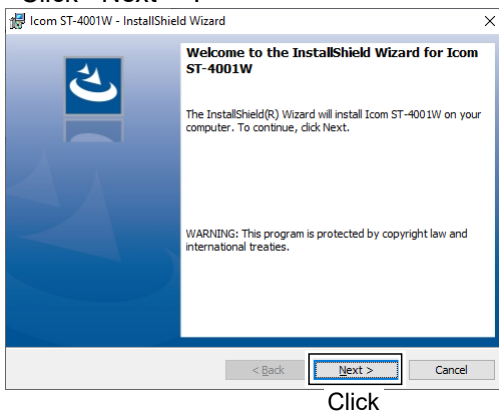 Icom ST-4001W - InstallShield Wizard
Welcome to the InstallShield Wizard for Icom
ST-4001W
The InstallShield(R) Wizard will install Icom ST-4001W on your
computer. To continue, click Next.
WARNING: This program is protected by copyright law and
international treaties.
< Back Next > Cancel
Click